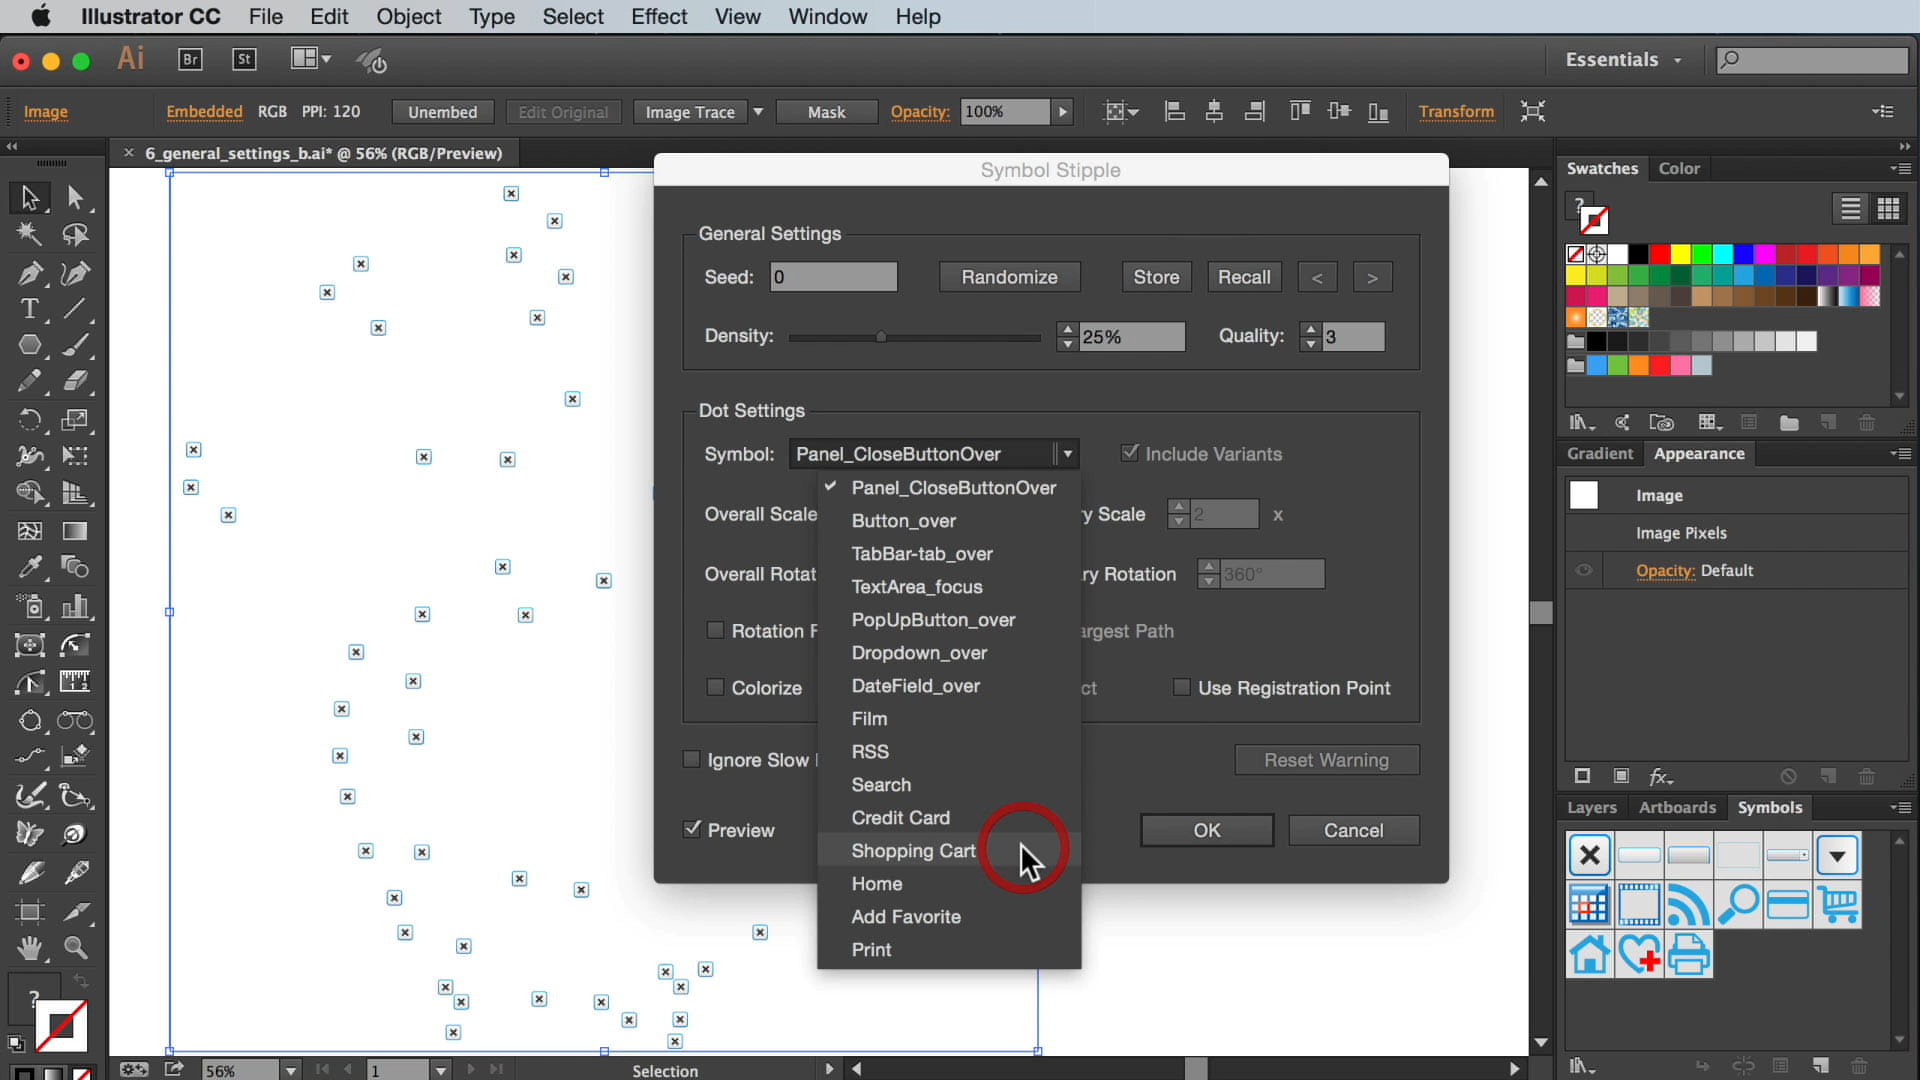 Illustrator CC File Edit Object Type Select Effect View Window Help
Ai Br St Essentials
Image Embedded RGB PPI: 120 Unembed Edit Original Image Trace Mask Opacity: 100% Transform
6_general_settings_b.ai* @ 56% (RGB/Preview)
Symbol Stipple
General Settings
Seed: 0 Randomize Store Recall < >
Density: 25% Quality: 3
Dot Settings
Symbol: Panel_CloseButtonOver Include Variants
Panel_CloseButtonOver
Button_over
TabBar-tab_over
TextArea_focus
PopUpButton_over
Dropdown_over
DateField_over
Film
RSS
Search
Credit Card
Shopping Cart
Home
Add Favorite
Print
Overall Scale y Scale 2 x
Overall Rotat ry Rotation 360°
Rotation F argest Path
Colorize ct Use Registration Point
Ignore Slow Reset Warning
Preview OK Cancel
Swatches Color
?
Gradient Appearance
Image
Image Pixels
Opacity: Default
fx
Layers Artboards Symbols
?
56% 1 Selection